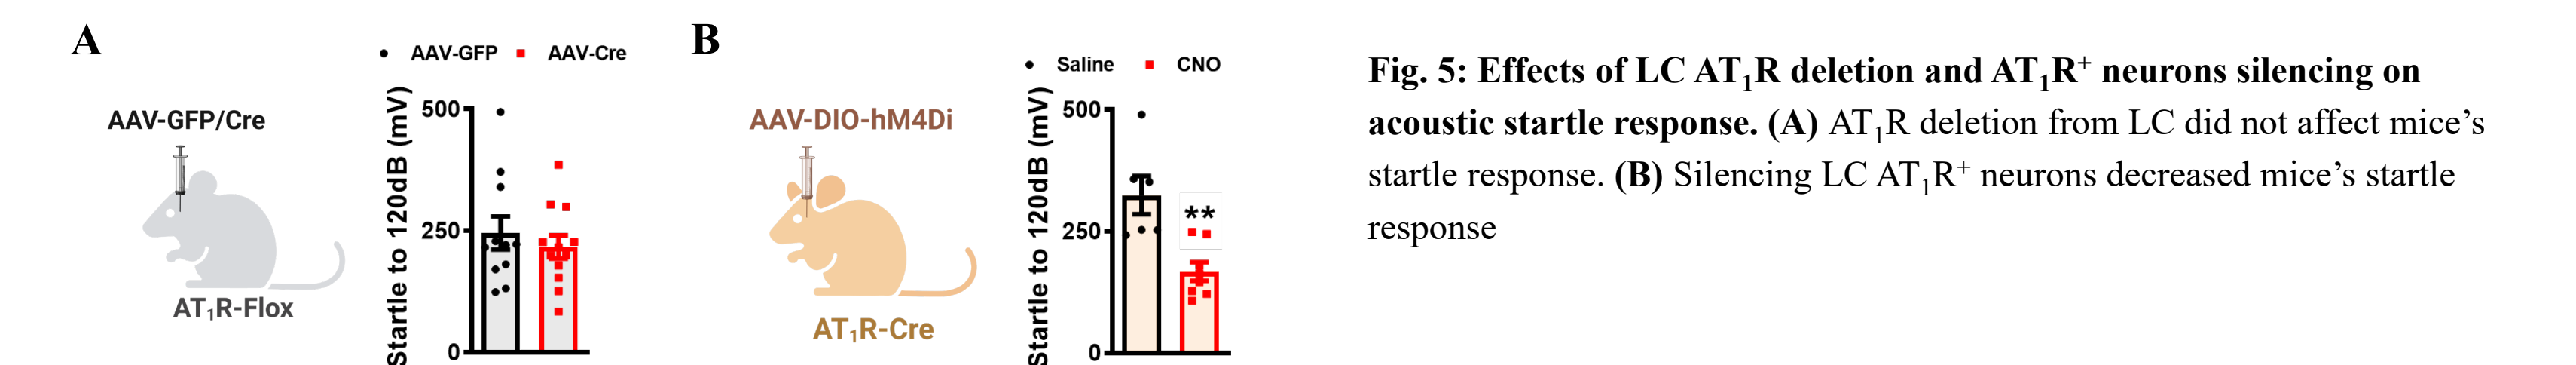 A
AAV-GFP AAV-Cre
AAV-GFP/Cre
AT₁R-Flox
Startle to 120dB (mV)
500
250
0
B
Saline CNO
AAV-DIO-hM4Di
AT₁R-Cre
Startle to 120dB (mV)
500
250
0
**
Fig. 5: Effects of LC AT₁R deletion and AT₁R⁺ neurons silencing on
acoustic startle response. (A) AT₁R deletion from LC did not affect mice’s
startle response. (B) Silencing LC AT₁R⁺ neurons decreased mice’s startle
response